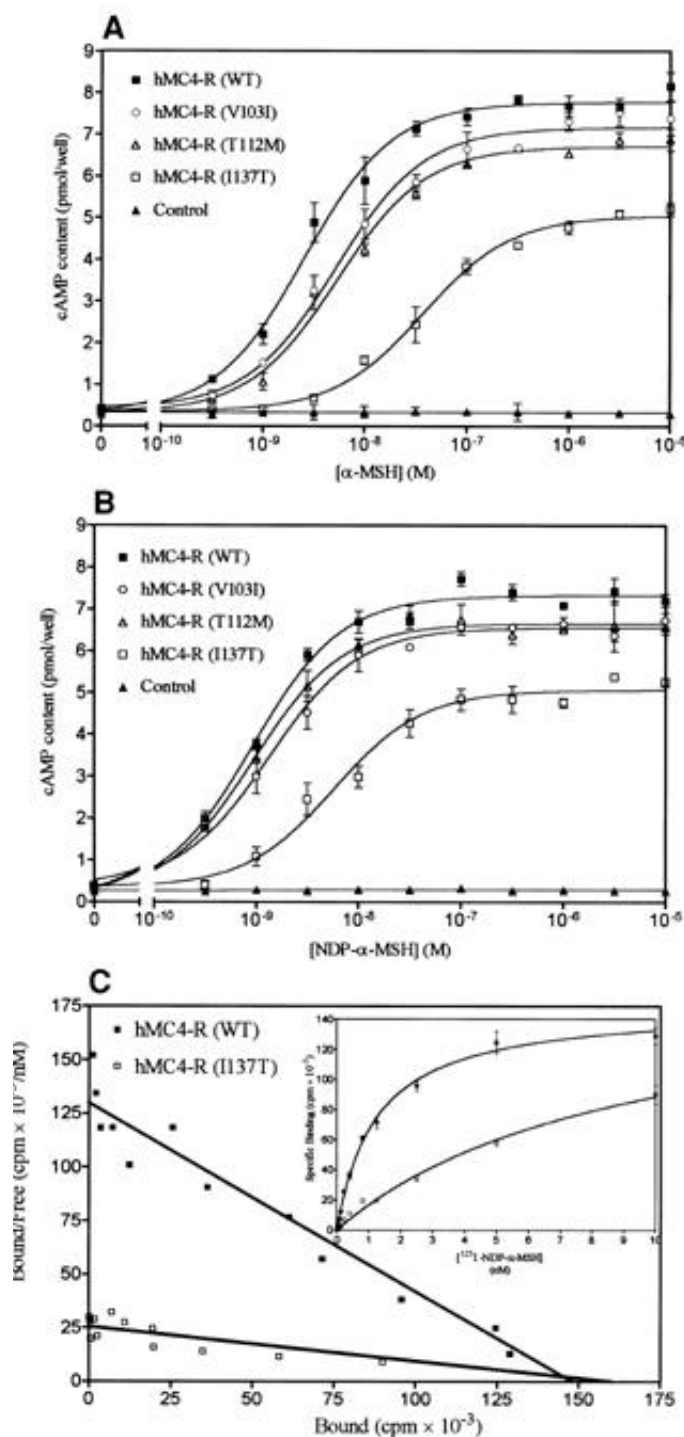 A
9
8
7
6
5
4
3
2
1
0
cAMP content (pmol/well)
hMC4-R (WT)
hMC4-R (V103I)
hMC4-R (T112M)
hMC4-R (I137T)
Control
0 10⁻¹⁰ 10⁻⁹ 10⁻⁸ 10⁻⁷ 10⁻⁶ 10⁻⁵
[α-MSH] (M)
B
9
8
7
6
5
4
3
2
1
0
cAMP content (pmol/well)
hMC4-R (WT)
hMC4-R (V103I)
hMC4-R (T112M)
hMC4-R (I137T)
Control
0 10⁻¹⁰ 10⁻⁹ 10⁻⁸ 10⁻⁷ 10⁻⁶ 10⁻⁵
[NDP-α-MSH] (M)
C
175
150
125
100
75
50
25
0
Bound/Free (cpm × 10⁻³/nM)
hMC4-R (WT)
hMC4-R (I137T)
140
120
100
80
60
40
20
0
Specific Binding (cpm × 10⁻³)
0 1 2 3 4 5 6 7 8 9 10
[¹²⁵I-NDP-α-MSH]
(nM)
0 25 50 75 100 125 150 175
Bound (cpm × 10⁻³)